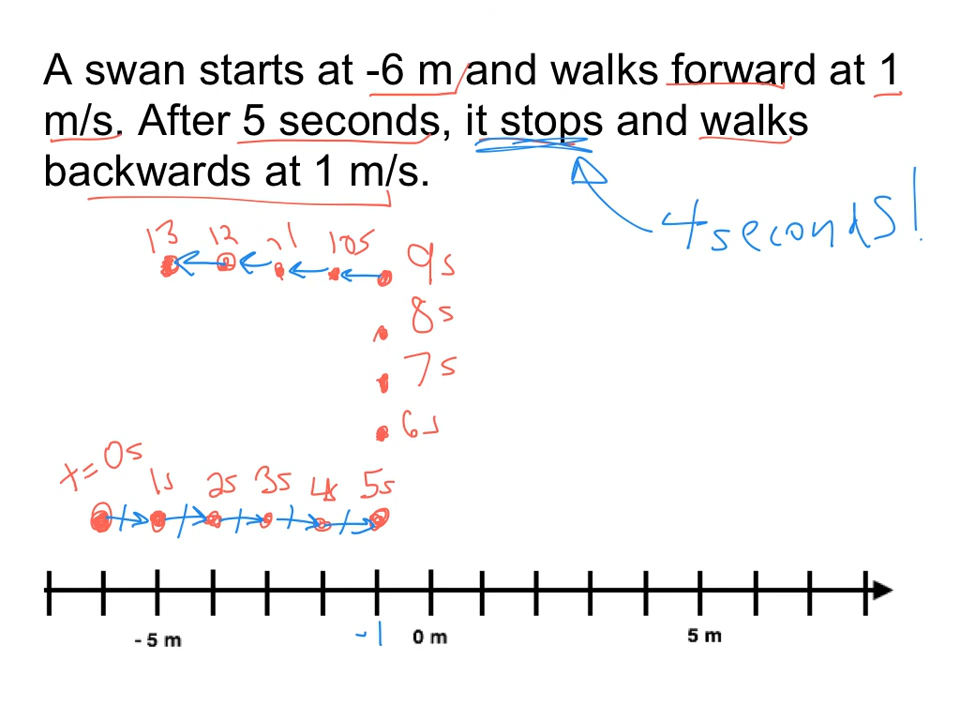 A swan starts at -6 m and walks forward at 1
m/s. After 5 seconds, it stops and walks
backwards at 1 m/s.
4 seconds!
13 12 11 10s 9s
8s
7s
6s
t= 0s 1s 2s 3s 4s 5s
- 5 m -1 0 m 5 m